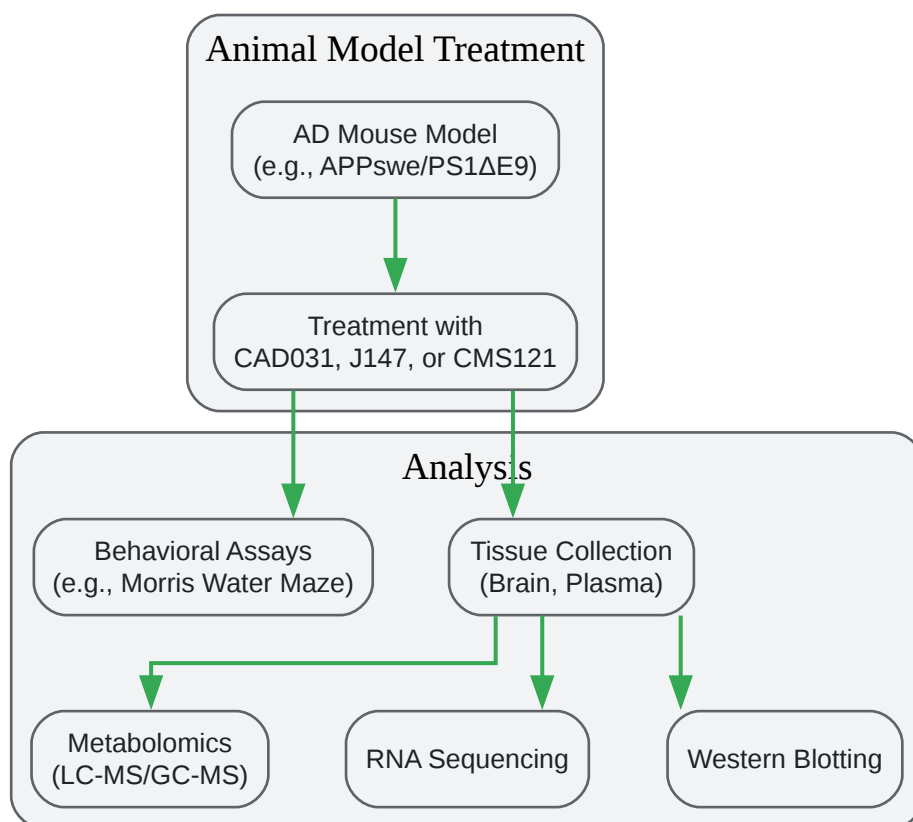 Animal Model Treatment
AD Mouse Model
(e.g., APPswe/PS1ΔE9)
Treatment with
CAD031, J147, or CMS121
Analysis
Behavioral Assays
(e.g., Morris Water Maze)
Tissue Collection
(Brain, Plasma)
Metabolomics
(LC-MS/GC-MS)
RNA Sequencing
Western Blotting